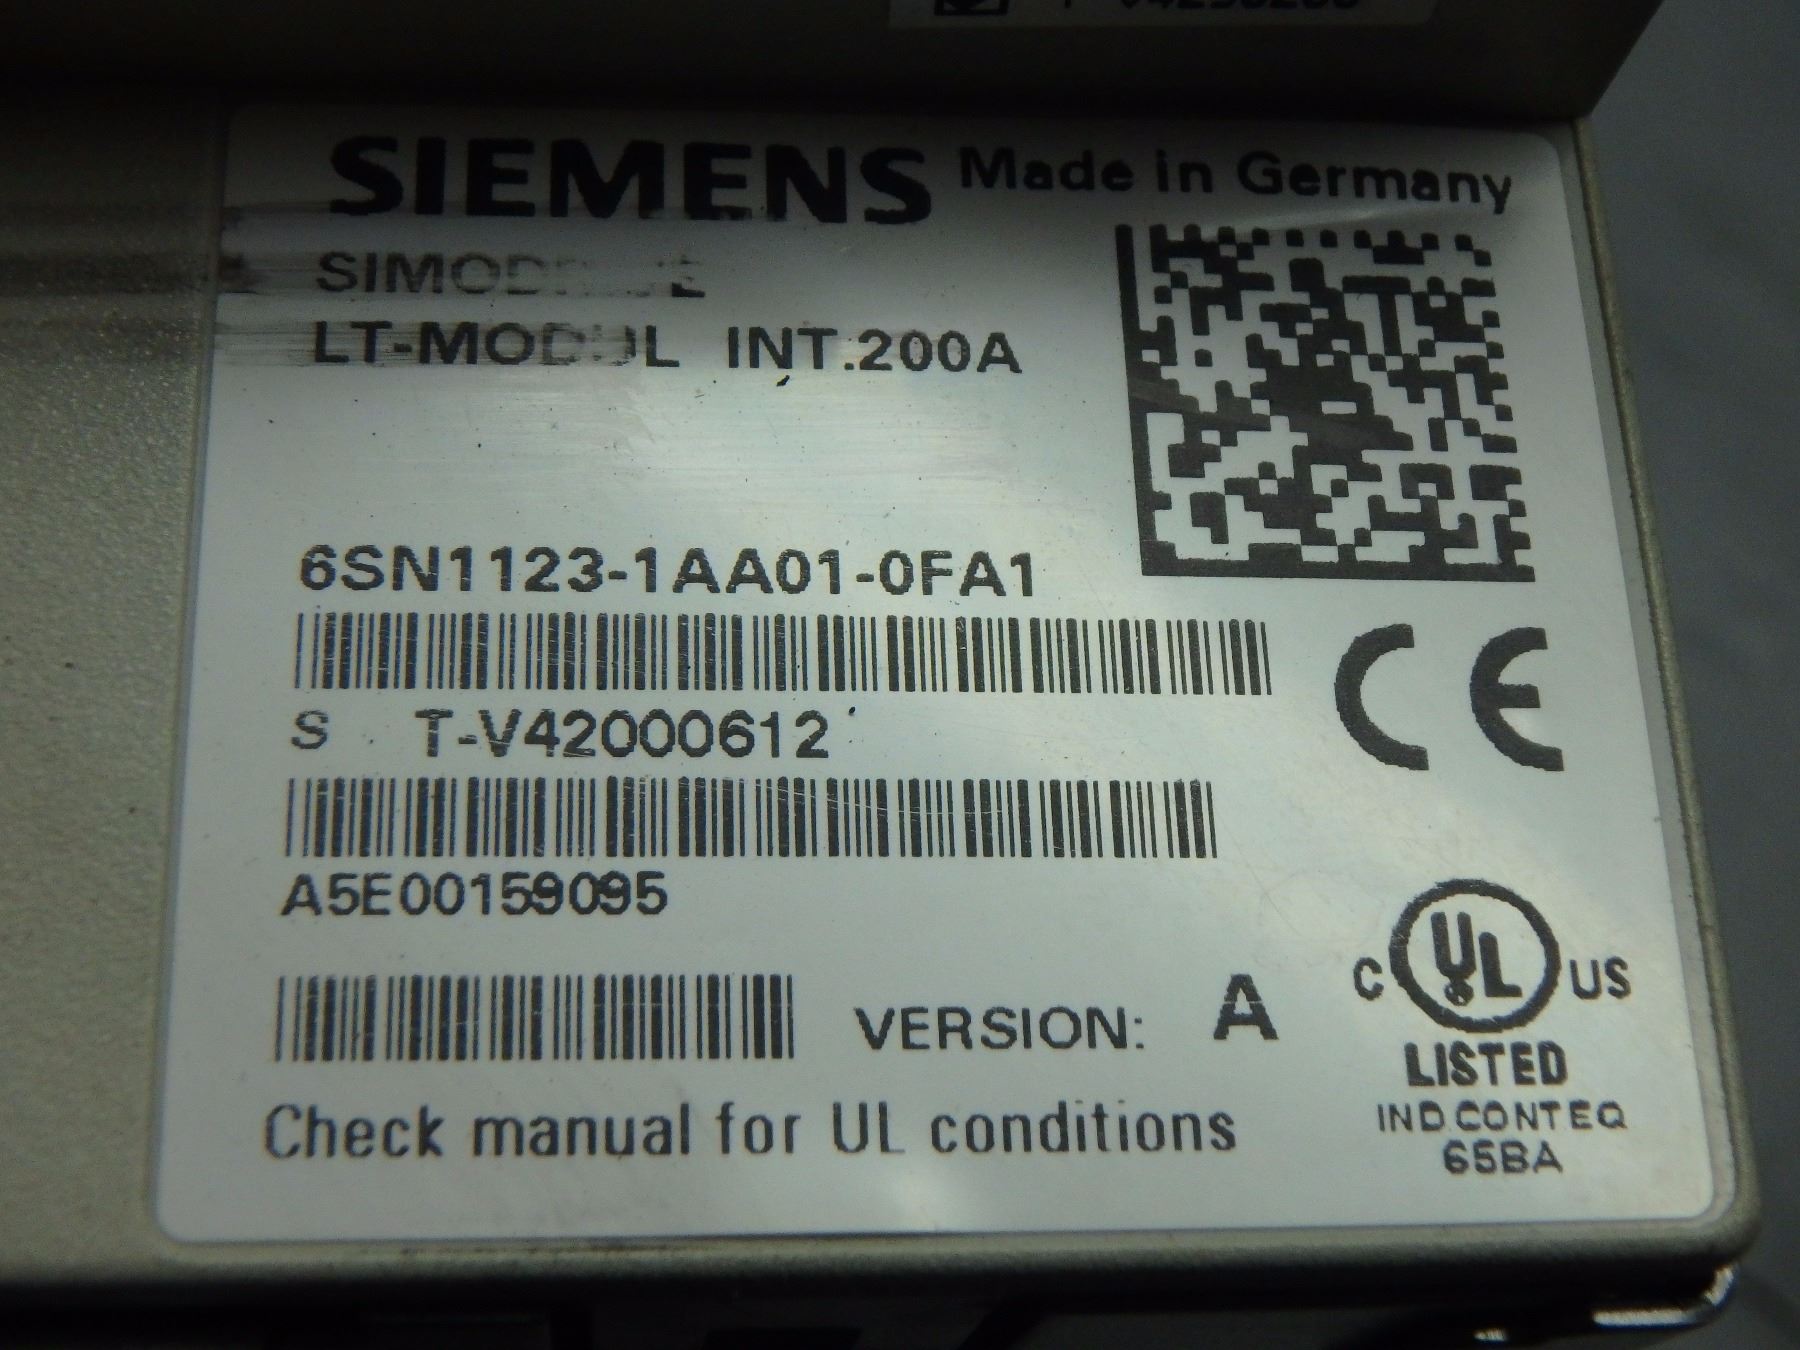 SIEMENS Made in Germany
LT-MODUL INT.200A
6SN1123-1AA01-0FA1
S T-V42000612
A5E00159095
VERSION: A
C UL US
LISTED
IND.CONT.EQ
65BA
Check manual for UL conditions